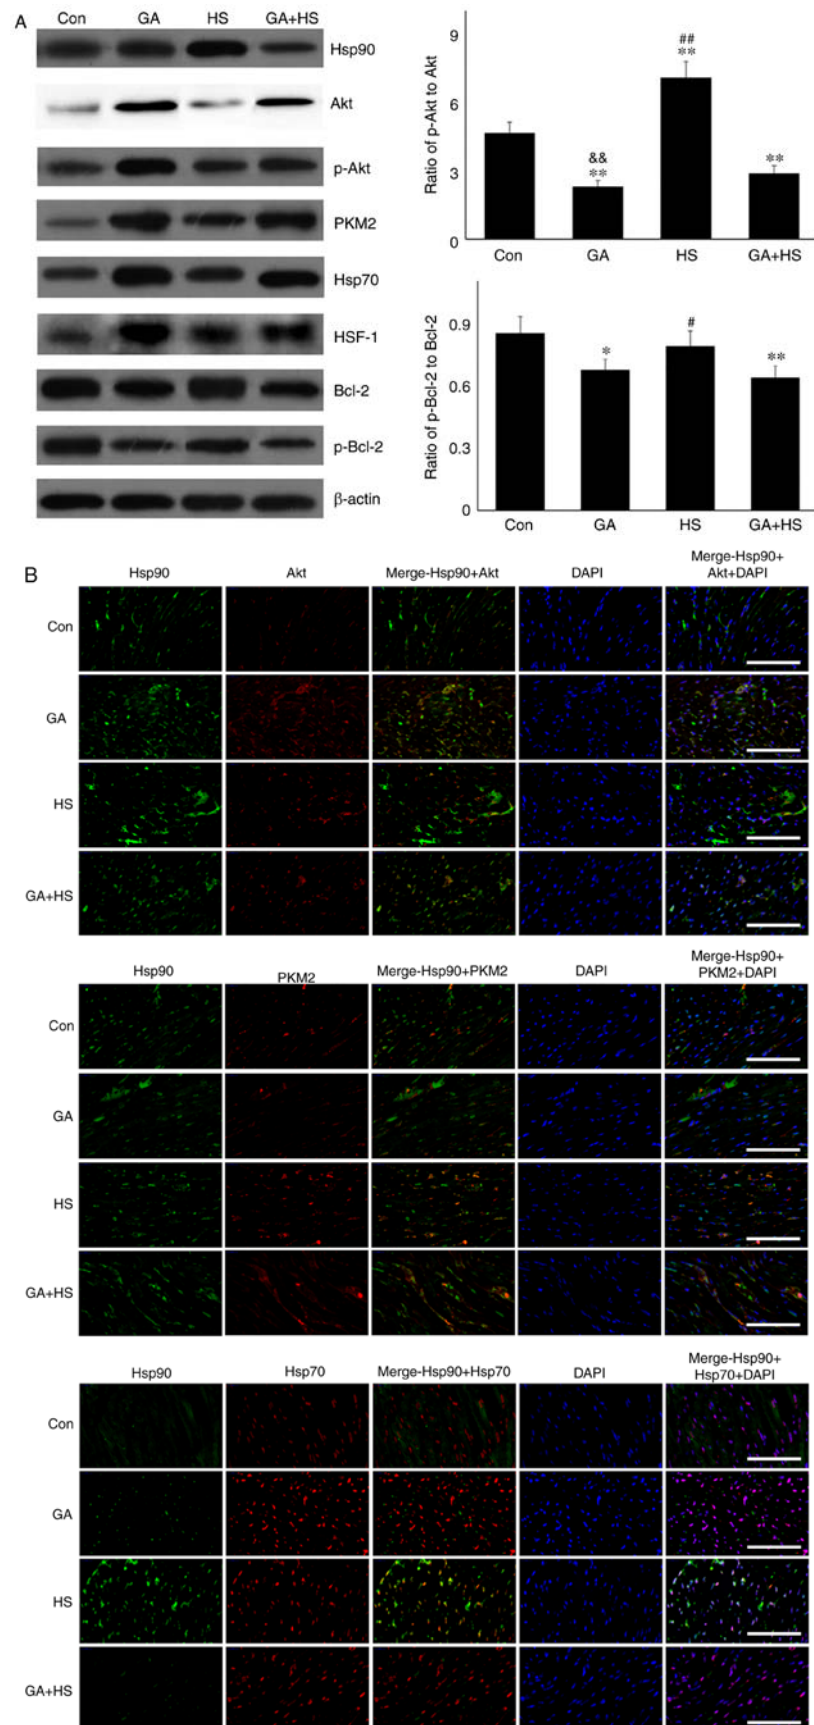 A
Con GA HS GA+HS
Hsp90
Akt
p-Akt
PKM2
Hsp70
HSF-1
Bcl-2
p-Bcl-2
β-actin
Ratio of p-Akt to Akt
9
6
3
0
&&
**
##
**
**
Con GA HS GA+HS
Ratio of p-Bcl-2 to Bcl-2
0.9
0.6
0.3
0
*
#
**
Con GA HS GA+HS
B
Hsp90 Akt Merge-Hsp90+Akt DAPI Merge-Hsp90+
Akt+DAPI
Con
GA
HS
GA+HS
Hsp90 PKM2 Merge-Hsp90+PKM2 DAPI Merge-Hsp90+
PKM2+DAPI
Con
GA
HS
GA+HS
Hsp90 Hsp70 Merge-Hsp90+Hsp70 DAPI Merge-Hsp90+
Hsp70+DAPI
Con
GA
HS
GA+HS